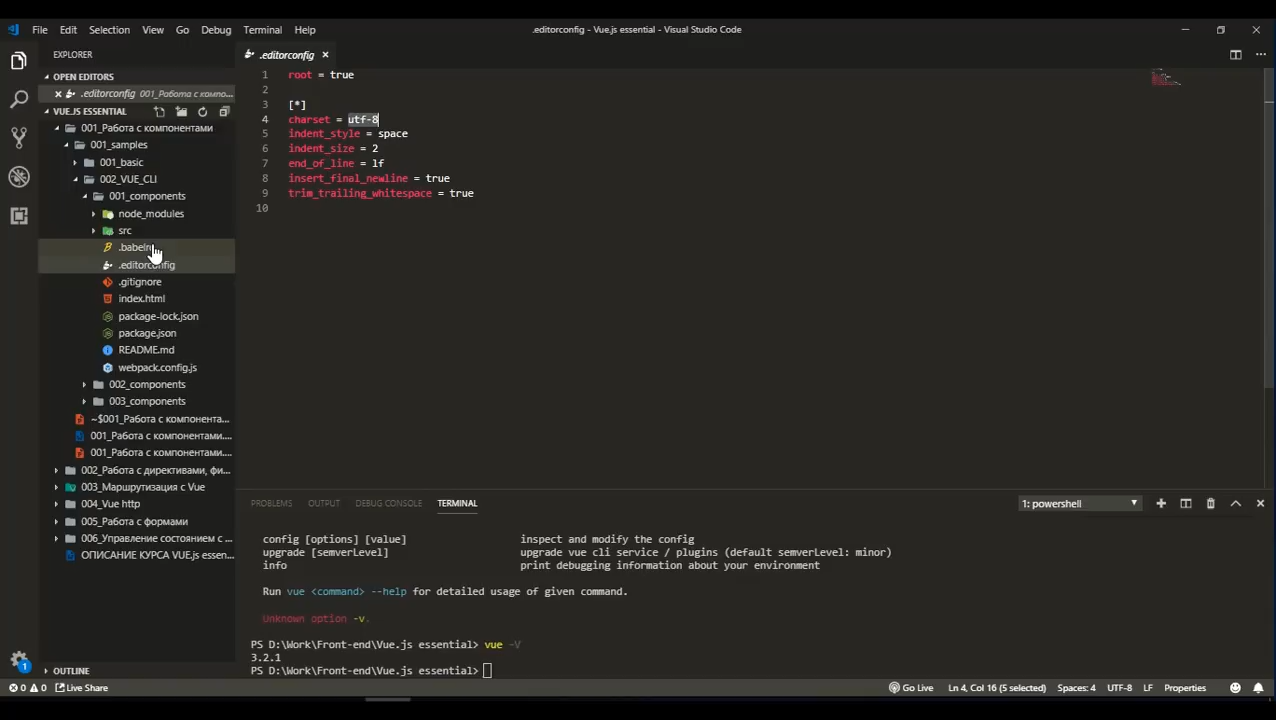 File Edit Selection View Go Debug Terminal Help .editorconfig - Vue.js essential - Visual Studio Code
EXPLORER
OPEN EDITORS
.editorconfig 001_Работа с компо...
VUE.JS ESSENTIAL
001_Работа с компонентами
001_samples
001_basic
002_VUE_CLI
001_components
node_modules
src
.babelrc
.editorconfig
.gitignore
index.html
package-lock.json
package.json
README.md
webpack.config.js
002_components
003_components
~$001_Работа с компонента...
001_Работа с компонентами....
001_Работа с компонентами....
002_Работа с директивами, фи...
003_Маршрутизация с Vue
004_Vue http
005_Работа с формами
006_Управление состоянием с ...
ОПИСАНИЕ КУРСА VUE.js essen...
OUTLINE
.editorconfig
1 root = true
2
3 [*]
4 charset = utf-8
5 indent_style = space
6 indent_size = 2
7 end_of_line = lf
8 insert_final_newline = true
9 trim_trailing_whitespace = true
10
PROBLEMS OUTPUT DEBUG CONSOLE TERMINAL 1: powershell
config [options] [value] inspect and modify the config
upgrade [semverLevel] upgrade vue cli service / plugins (default semverLevel: minor)
info print debugging information about your environment
Run vue <command> --help for detailed usage of given command.
Unknown option -v.
PS D:\Work\Front-end\Vue.js essential> vue -V
3.2.1
PS D:\Work\Front-end\Vue.js essential>
1
0 0 Live Share Go Live Ln 4, Col 16 (5 selected) Spaces: 4 UTF-8 LF Properties